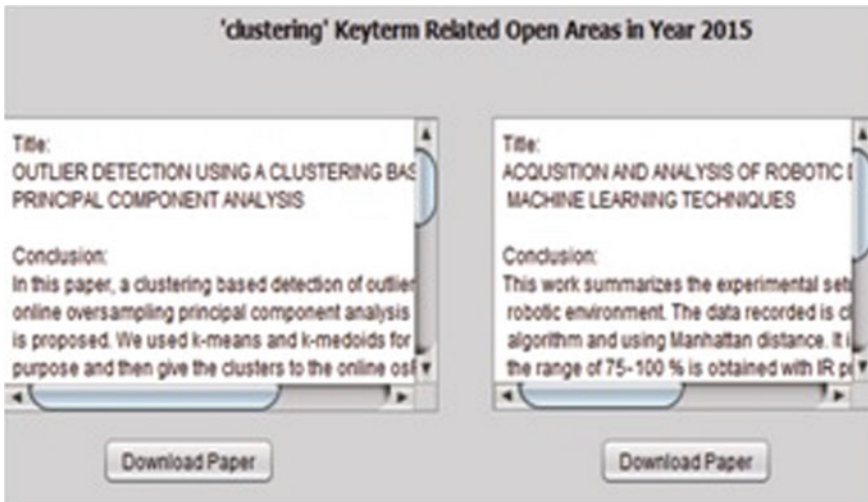 'clustering' Keyterm Related Open Areas in Year 2015
Title:
OUTLIER DETECTION USING A CLUSTERING BAS
PRINCIPAL COMPONENT ANALYSIS
Conclusion:
In this paper, a clustering based detection of outlier
online oversampling principal component analysis
is proposed. We used k-means and k-medoids for
purpose and then give the clusters to the online
Download Paper
Title:
ACQUSITION AND ANALYSIS OF ROBOTIC
MACHINE LEARNING TECHNIQUES
Conclusion:
This work summarizes the experimental
robotic environment. The data recorded is
algorithm and using Manhattan distance. It
the range of 75-100 % is obtained with IR
Download Paper